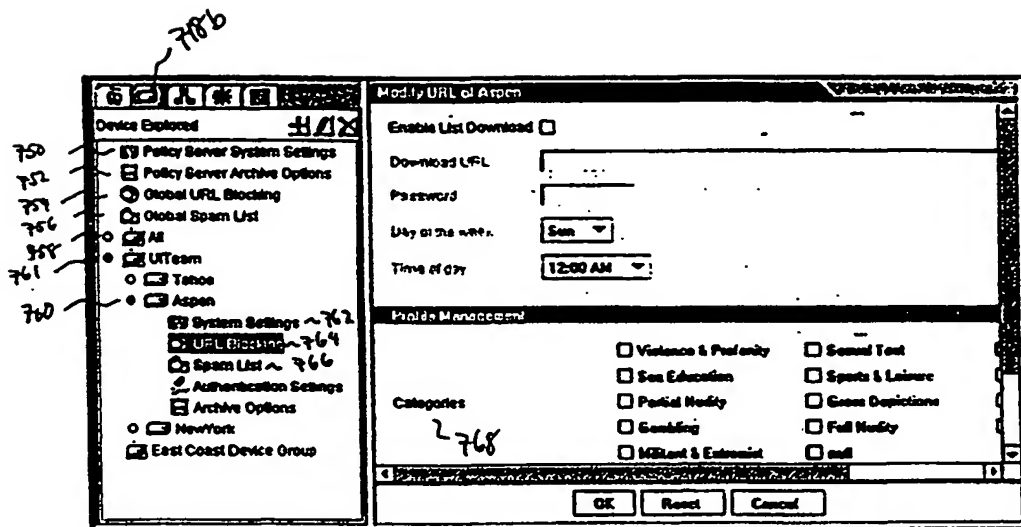 718b
Modify URL of Aspen
Device Explored
Enable List Download
750 Policy Server System Settings
752 Policy Server Archive Options
Download URL
754 Global URL Blocking
Password
756 Global Spam List
Day of the week
Sun
958 All
761 UITeam
Time of day
12:00 AM
Tahoe
760 Aspen
System Settings ~762
Profile Management
URL Blocking ~764
Spam List ~ 766
Authentication Settings
Archive Options
NewYork
East Coast Device Group
Categories
768
Violence & Profanity
Sexual Text
Sex Education
Sports & Leisure
Partial Nudity
Gross Depictions
Gambling
Full Nudity
Militant & Extremist
null
OK
Reset
Cancel